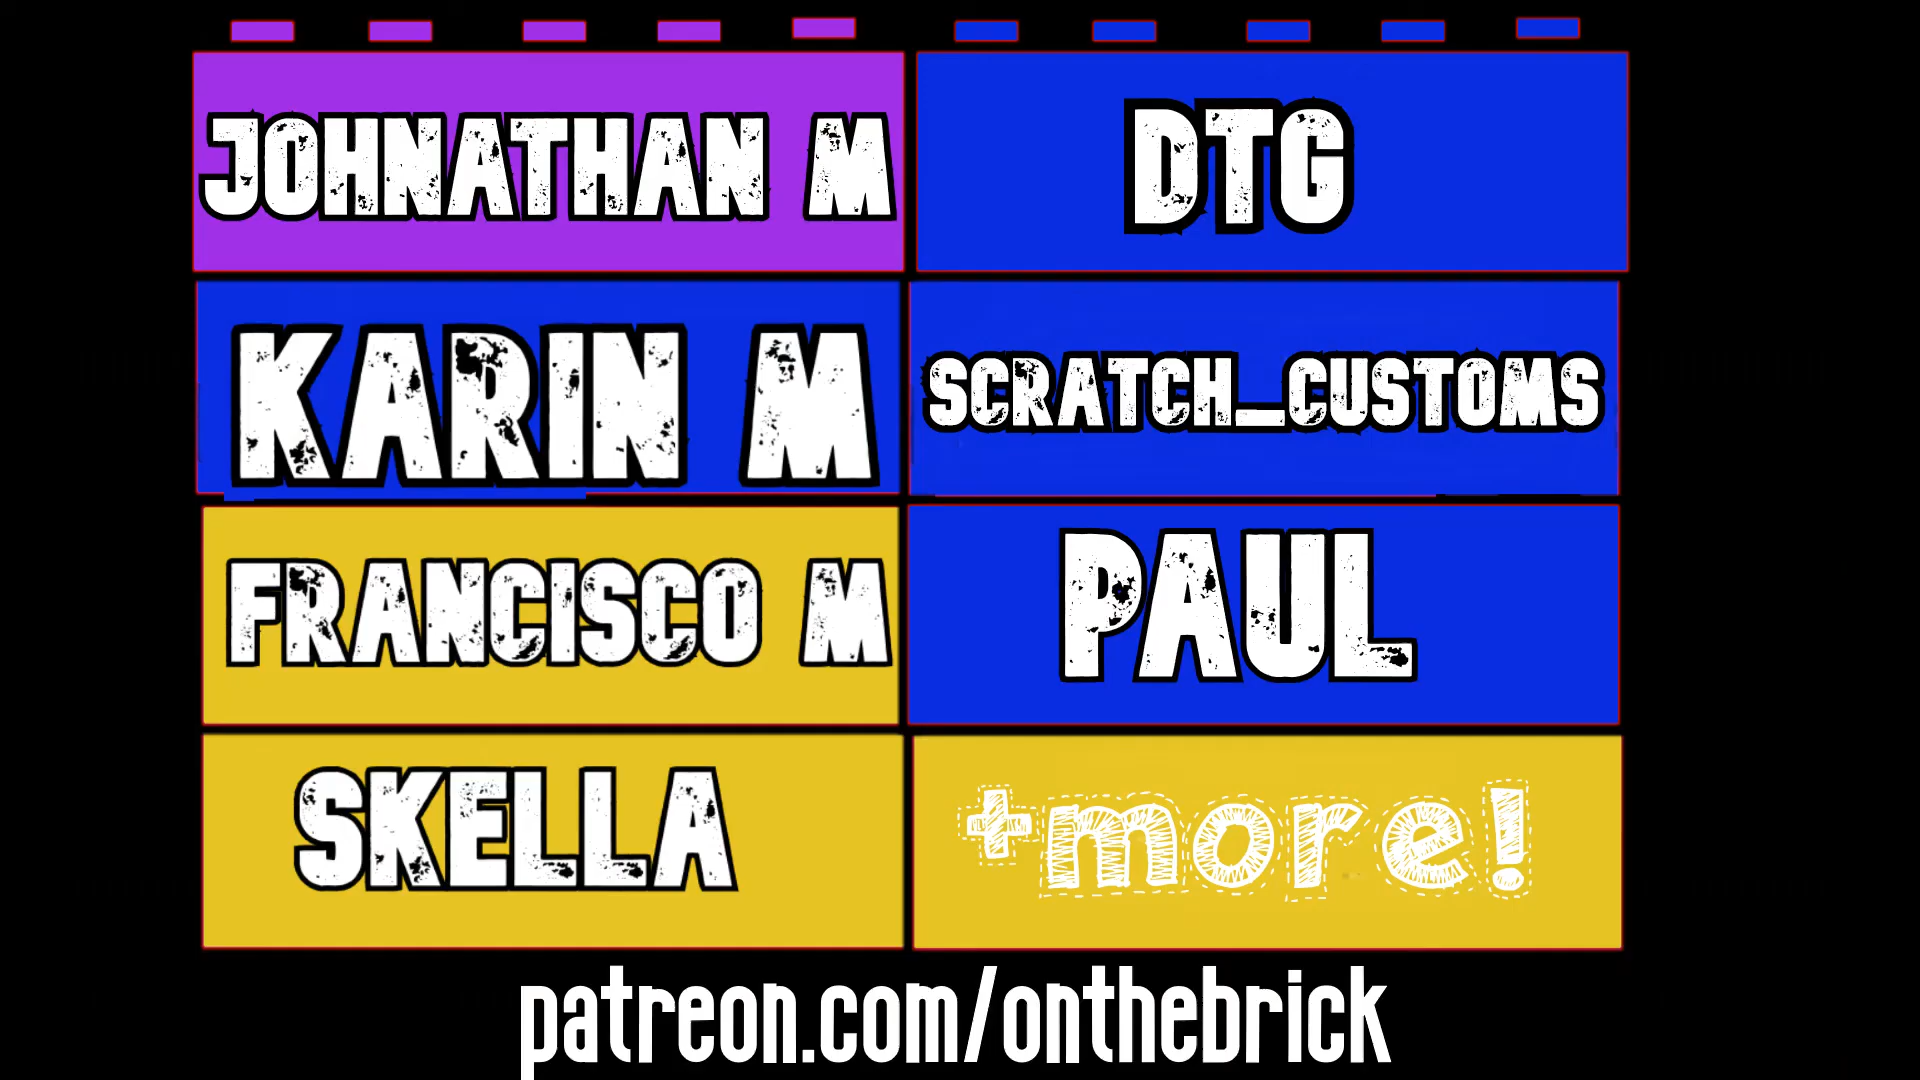 JOHNATHAN M
DTG
KARIN M
SCRATCH_CUSTOMS
FRANCISCO M
PAUL
SKELLA
+more!
patreon.com/onthebrick